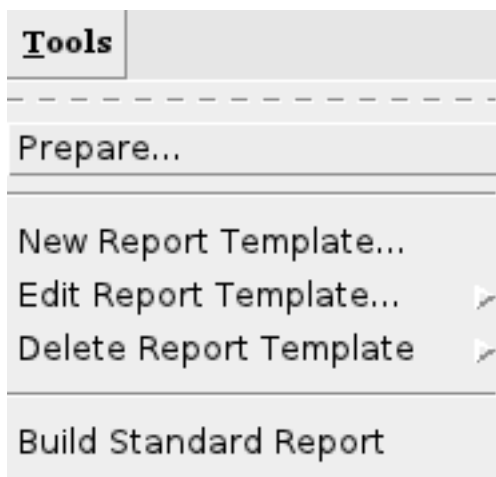 Tools
Prepare...
New Report Template...
Edit Report Template...
Delete Report Template
Build Standard Report